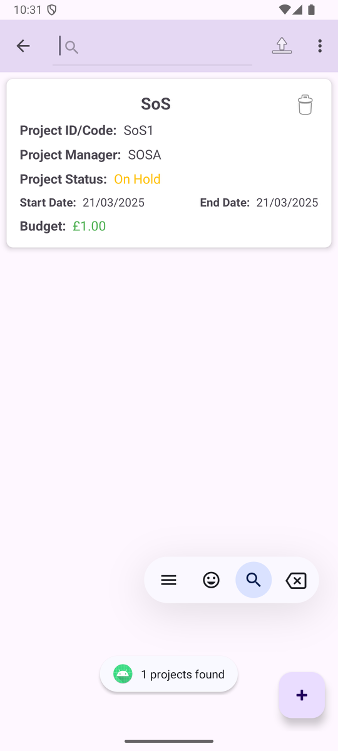 10:31
SoS
Project ID/Code: SoS1
Project Manager: SOSA
Project Status: On Hold
Start Date: 21/03/2025 End Date: 21/03/2025
Budget: £1.00
1 projects found
+